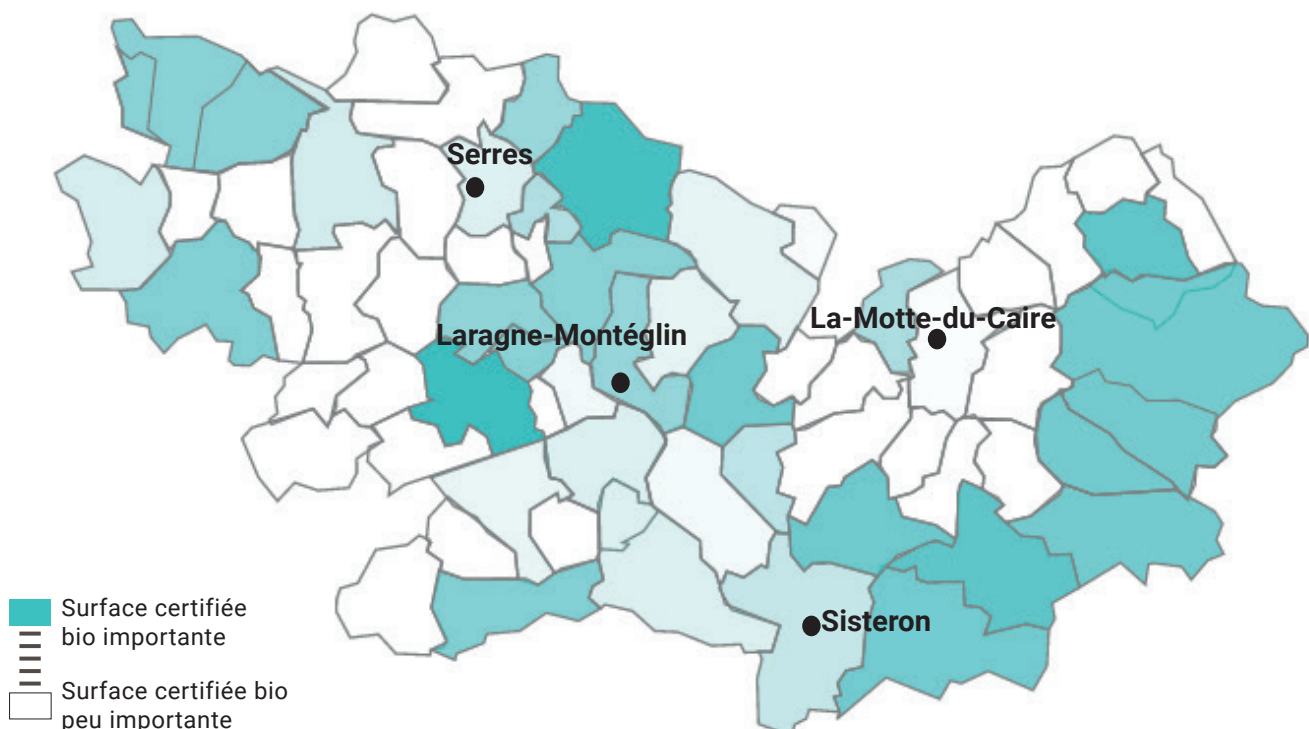 Serres
La-Motte-du-Caire
Laragne-Montéglin
Sisteron
Surface certifiée
bio importante
Surface certifiée bio
peu importante